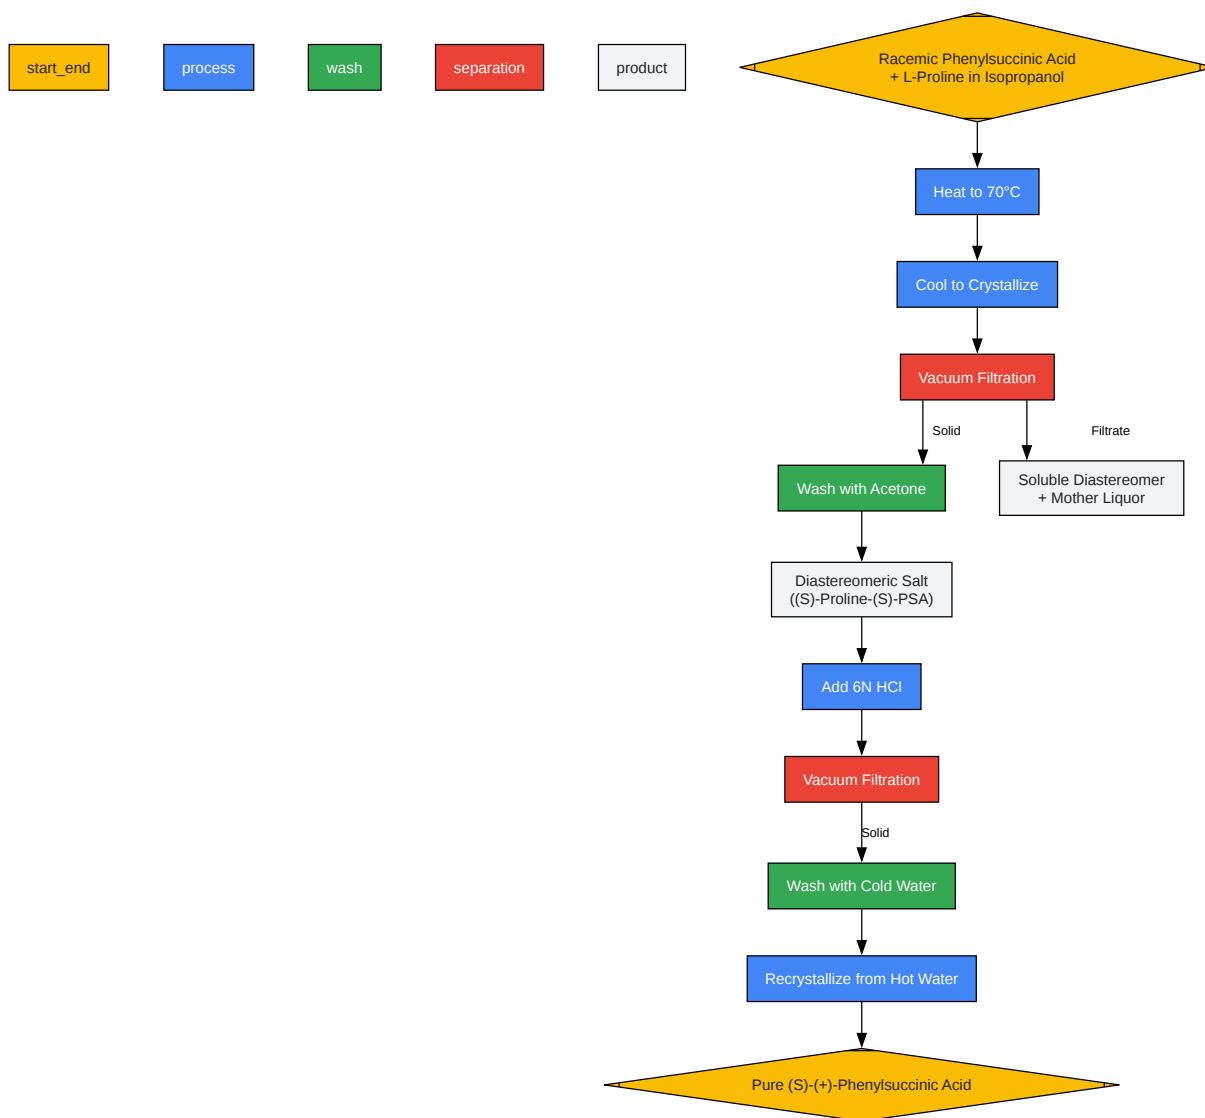 start_end
process
wash
separation
product
Racemic Phenylsuccinic Acid
+ L-Proline in Isopropanol
Heat to 70°C
Cool to Crystallize
Vacuum Filtration
Solid
Filtrate
Wash with Acetone
Soluble Diastereomer
+ Mother Liquor
Diastereomeric Salt
((S)-Proline-(S)-PSA)
Add 6N HCl
Vacuum Filtration
Solid
Wash with Cold Water
Recrystallize from Hot Water
Pure (S)-(+)-Phenylsuccinic Acid